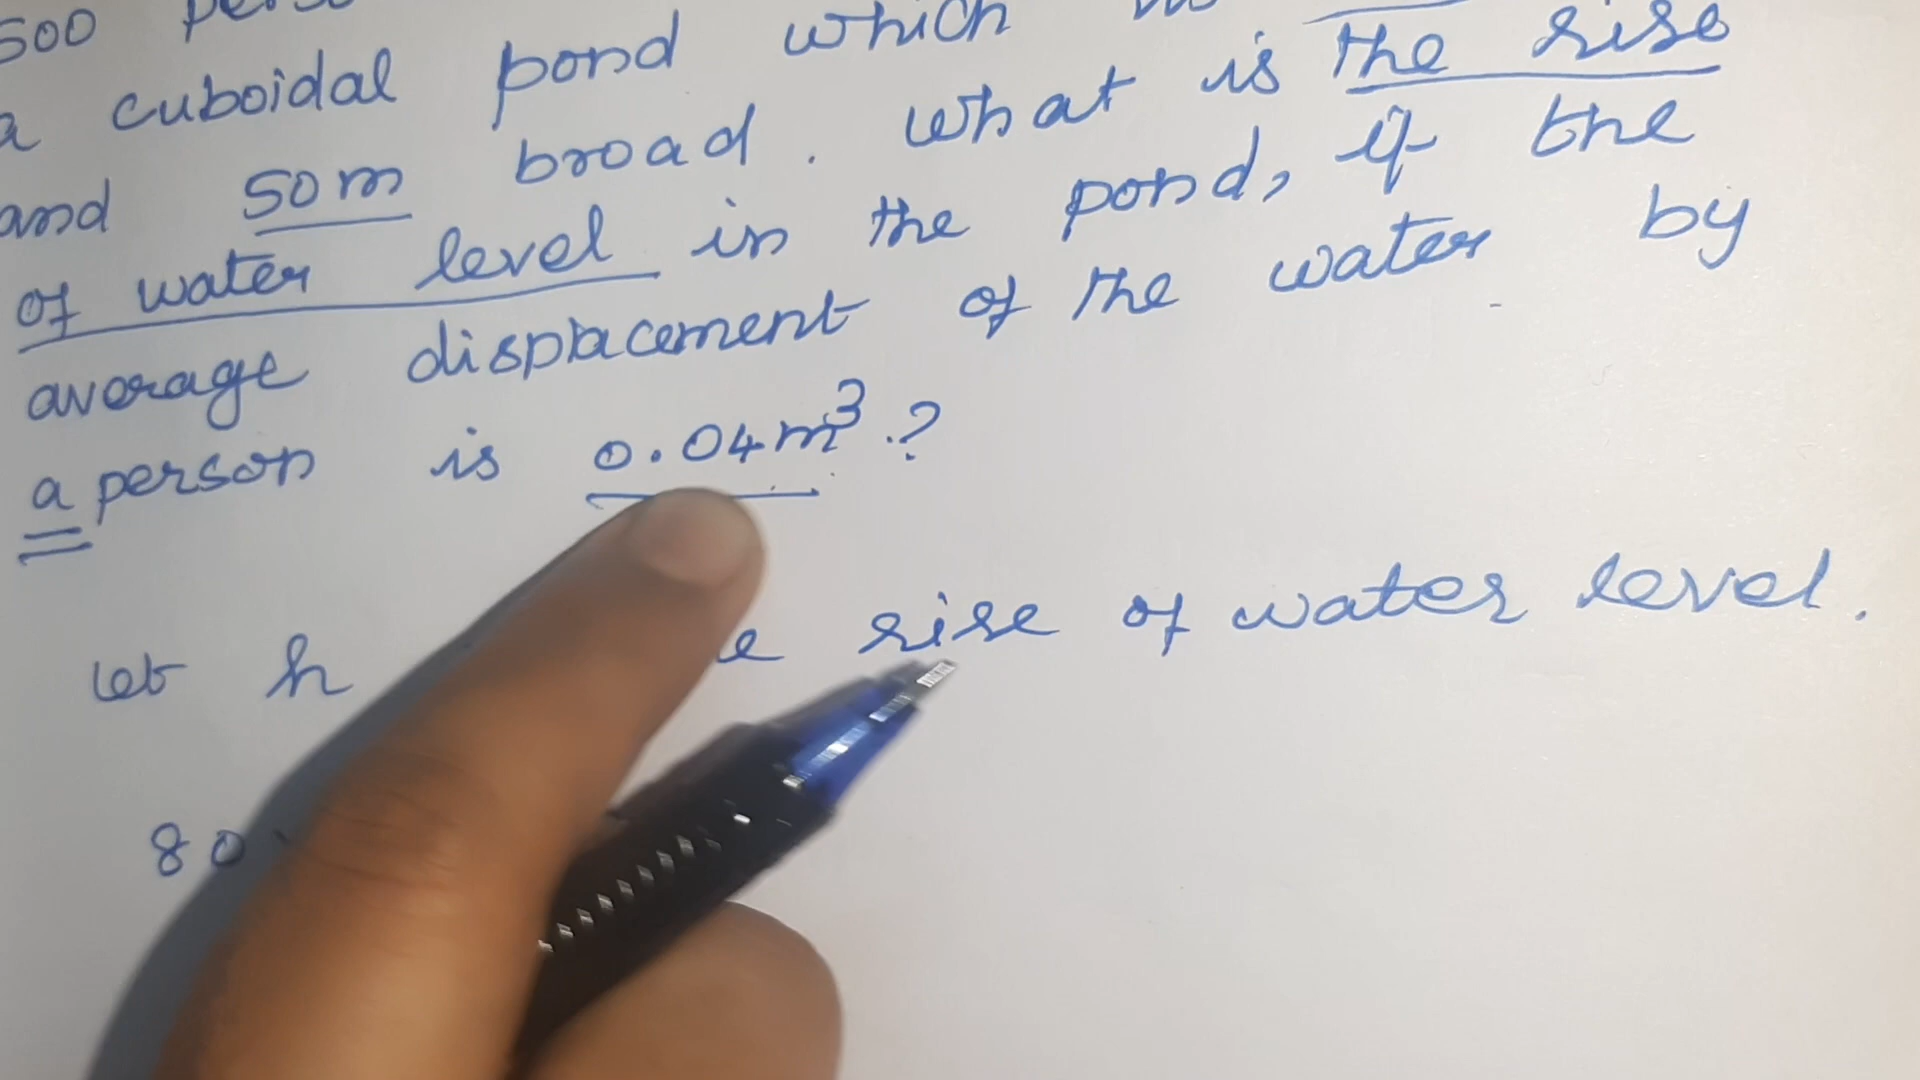 500
a cuboidal pond which
and 50m broad. What is the rise
of water level in the pond, if the
average displacement of the water by
a person is 0.04m³.?
let h rise of water level.
80